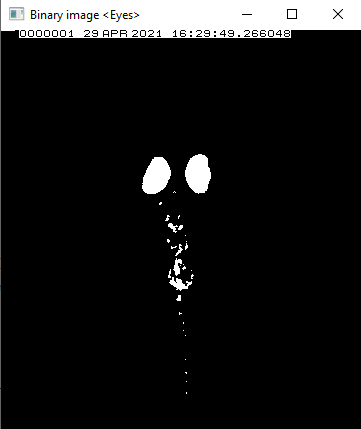 Binary image <Eyes>
0000001 29 APR 2021 16:29:49.266048